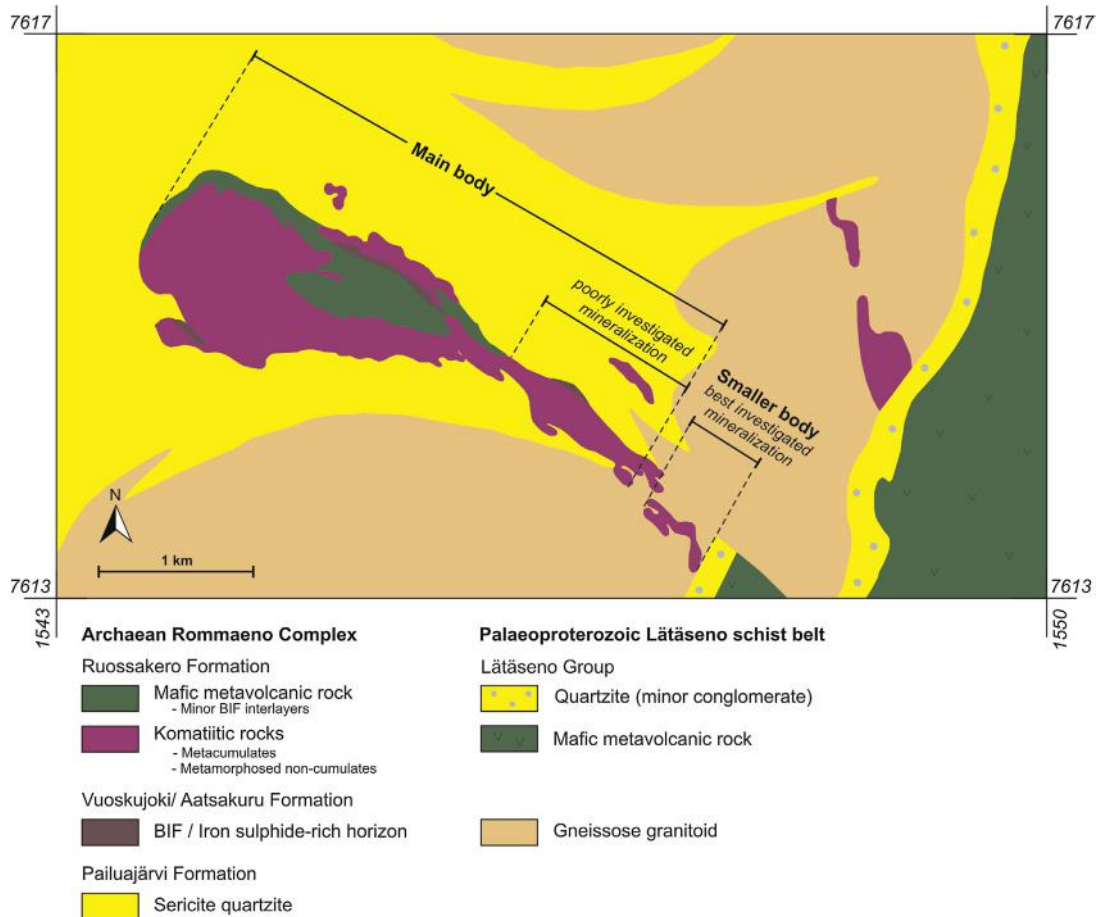 7617
7617
Main body
poorly investigated
mineralization
Smaller body
best investigated
mineralization
N
1 km
7613
7613
1543
1550
Archaean Rommaeno Complex
Ruossakero Formation
Mafic metavolcanic rock
- Minor BIF interlayers
Komatiitic rocks
- Metacumulates
- Metamorphosed non-cumulates
Vuoskujoki/ Aatsakuru Formation
BIF / Iron sulphide-rich horizon
Pailuajärvi Formation
Sericite quartzite
Palaeoproterozoic Lätäseno schist belt
Lätäseno Group
Quartzite (minor conglomerate)
Mafic metavolcanic rock
Gneissose granitoid